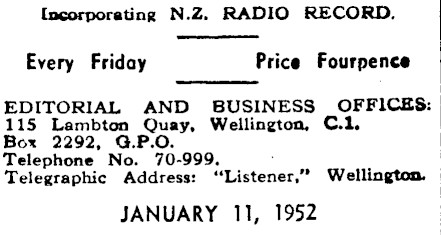 Incorporating N.Z. RADIO RECORD.
Every Friday Price Fourpence
EDITORIAL AND BUSINESS OFFICES:
115 Lambton Quay, Wellington, C.1.
Box 2292, G.P.O.
Telephone No. 70-999.
Telegraphic Address: "Listener," Wellington.
JANUARY 11, 1952